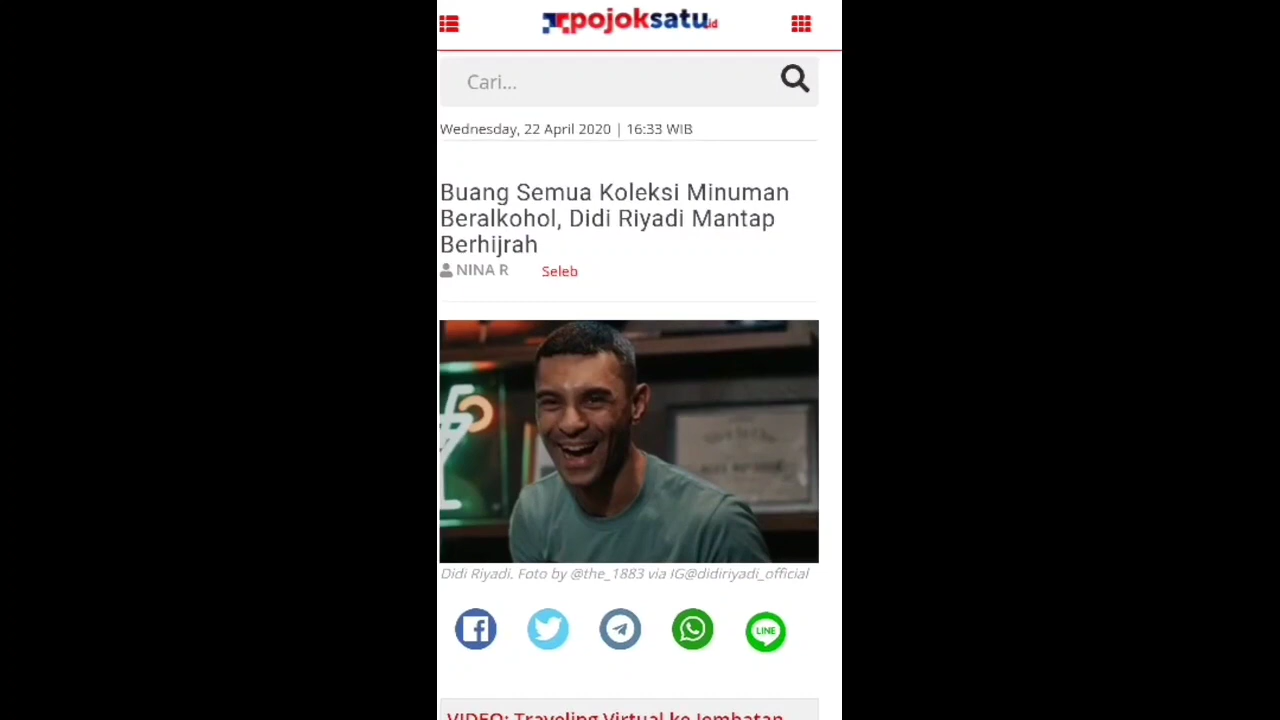 pojoksatu.id
Cari...
Wednesday, 22 April 2020 | 16:33 WIB
Buang Semua Koleksi Minuman
Beralkohol, Didi Riyadi Mantap
Berhijrah
NINA R Seleb
Didi Riyadi. Foto by @the_1883 via IG@didiriyadi_official
LINE
VIDEO: Traveling Virtual ke Jembatan